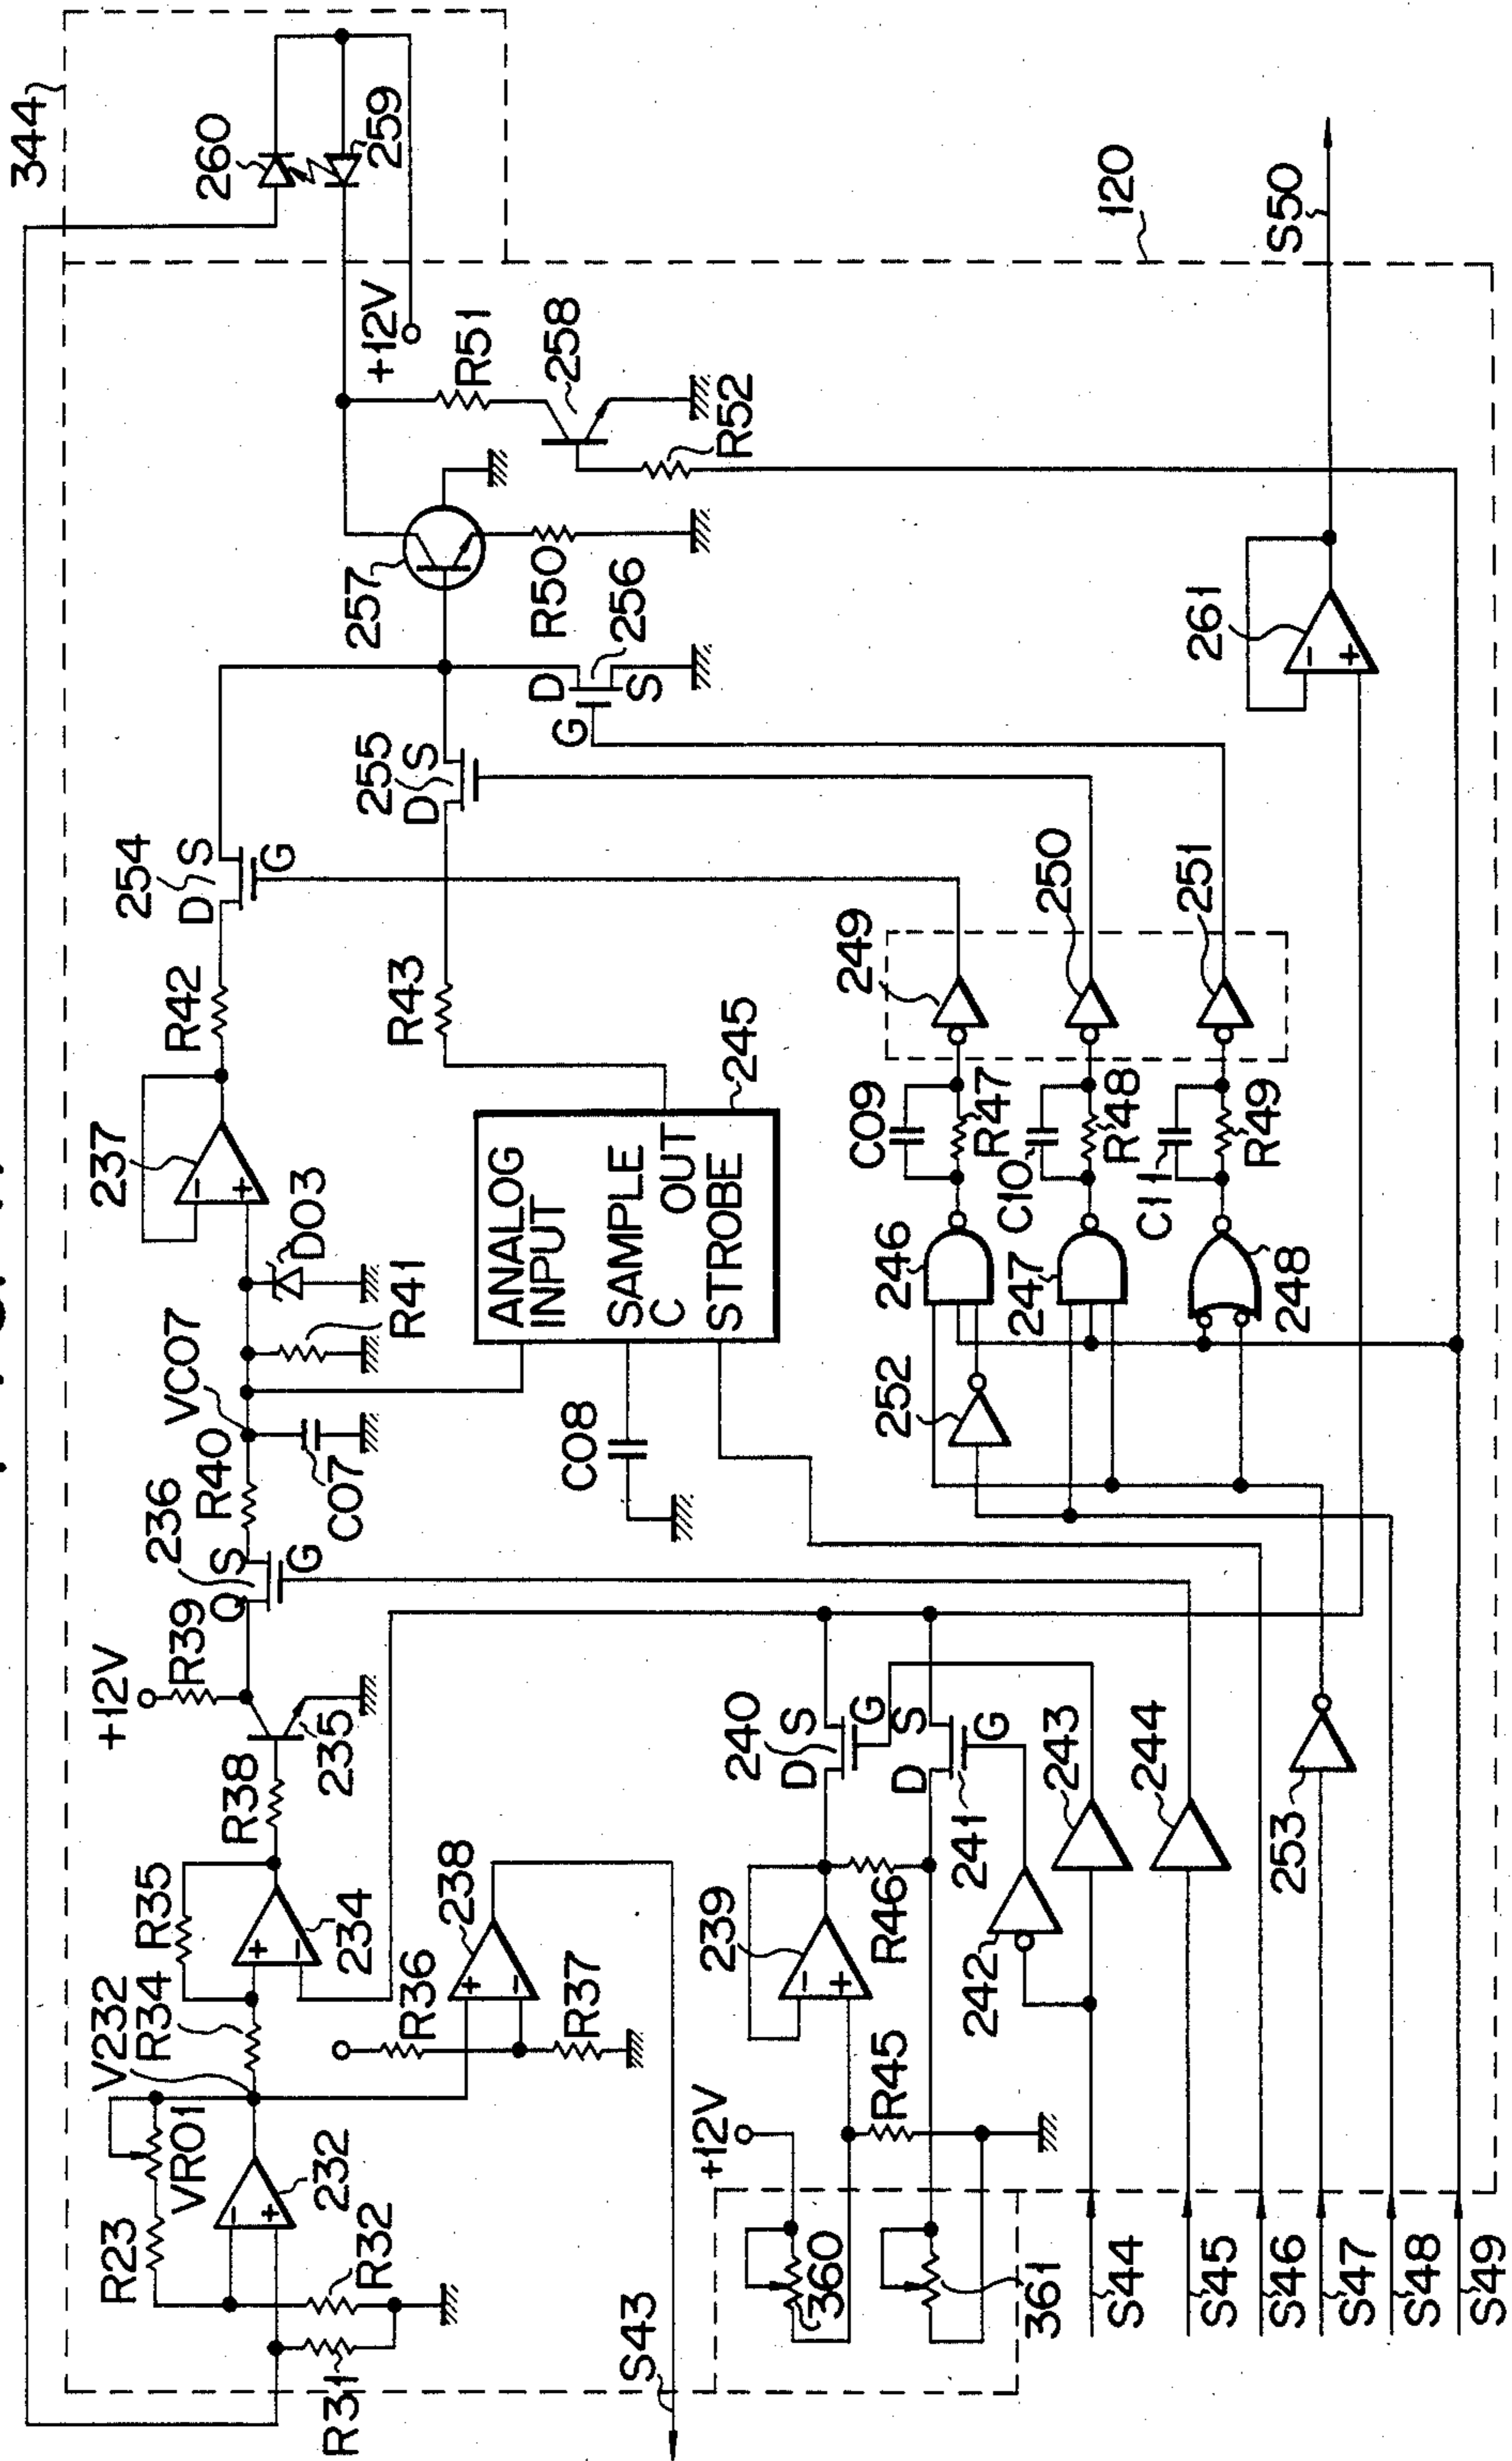 344
260
259
+12V
R51
258
R52
257
R50
256
D
S
G
255
D
S
254
D
S
G
R42
R43
237
D03
R41
VC07
R40
C07
236
Q
S
G
+12V
R39
R38
235
R35
234
V232
R34
VR01
R23
232
R32
R31
R36
238
R37
S43
ANALOG
INPUT
SAMPLE
C OUT
STROBE
245
C08
249
250
251
C09
R47
C10
R48
C11
R49
246
247
248
252
253
240
D
S
G
241
D
S
G
239
R46
R45
242
243
244
+12V
360
361
S44
S45
S46
S47
S48
S49
261
S50
120